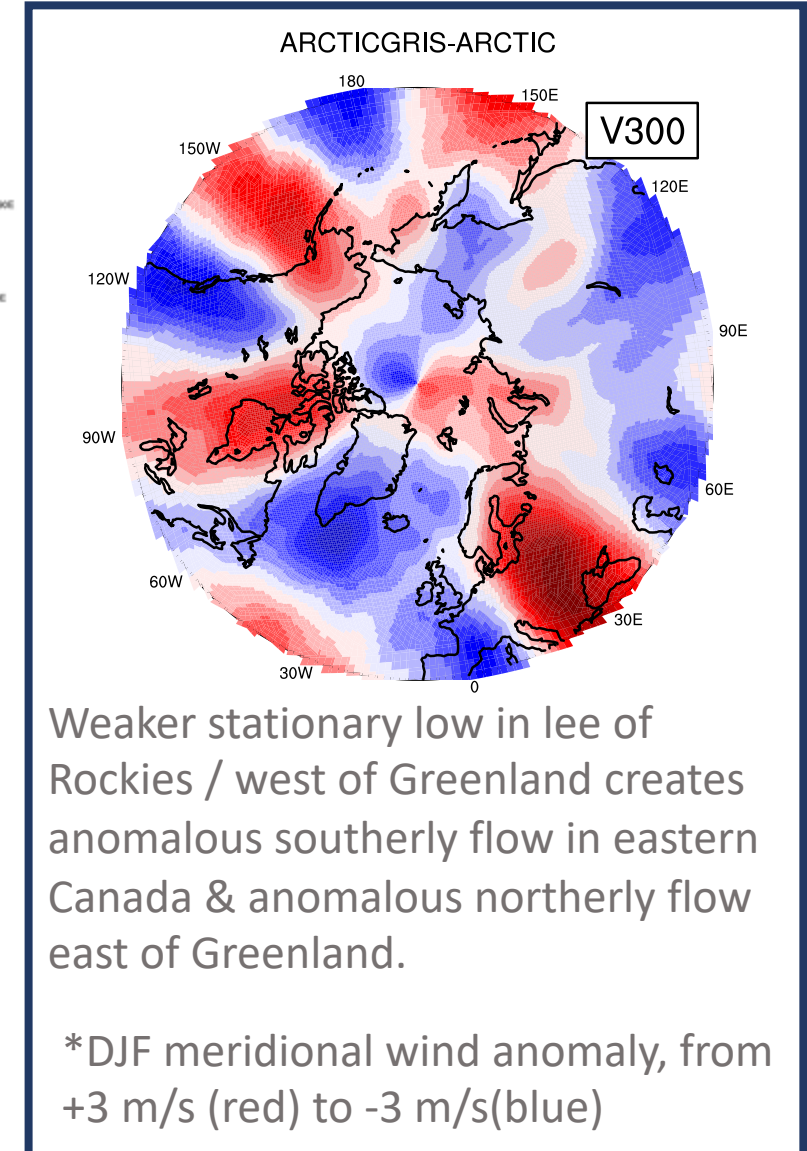 ARCTICGRIS-ARCTIC
V300
180
150E
150W
120E
120W
90E
90W
60E
60W
30E
30W
0
Weaker stationary low in lee of
Rockies / west of Greenland creates
anomalous southerly flow in eastern
Canada & anomalous northerly flow
east of Greenland.
*DJF meridional wind anomaly, from
+3 m/s (red) to -3 m/s(blue)